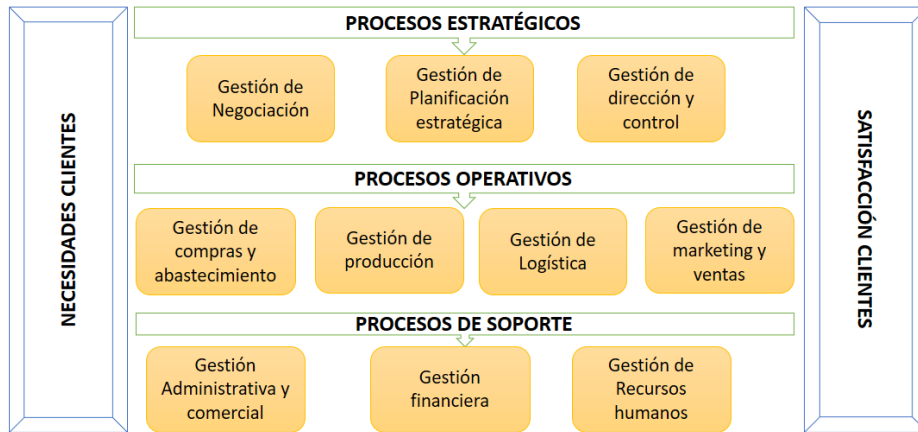 NECESIDADES CLIENTES
PROCESOS ESTRATÉGICOS
Gestión de
Negociación
Gestión de
Planificación
estratégica
Gestión de
dirección y
control
PROCESOS OPERATIVOS
Gestión de
compras y
abastecimiento
Gestión de
producción
Gestión de
Logística
Gestión de
marketing y
ventas
PROCESOS DE SOPORTE
Gestión
Administrativa y
comercial
Gestión
financiera
Gestión de
Recursos
humanos
SATISFACCIÓN CLIENTES